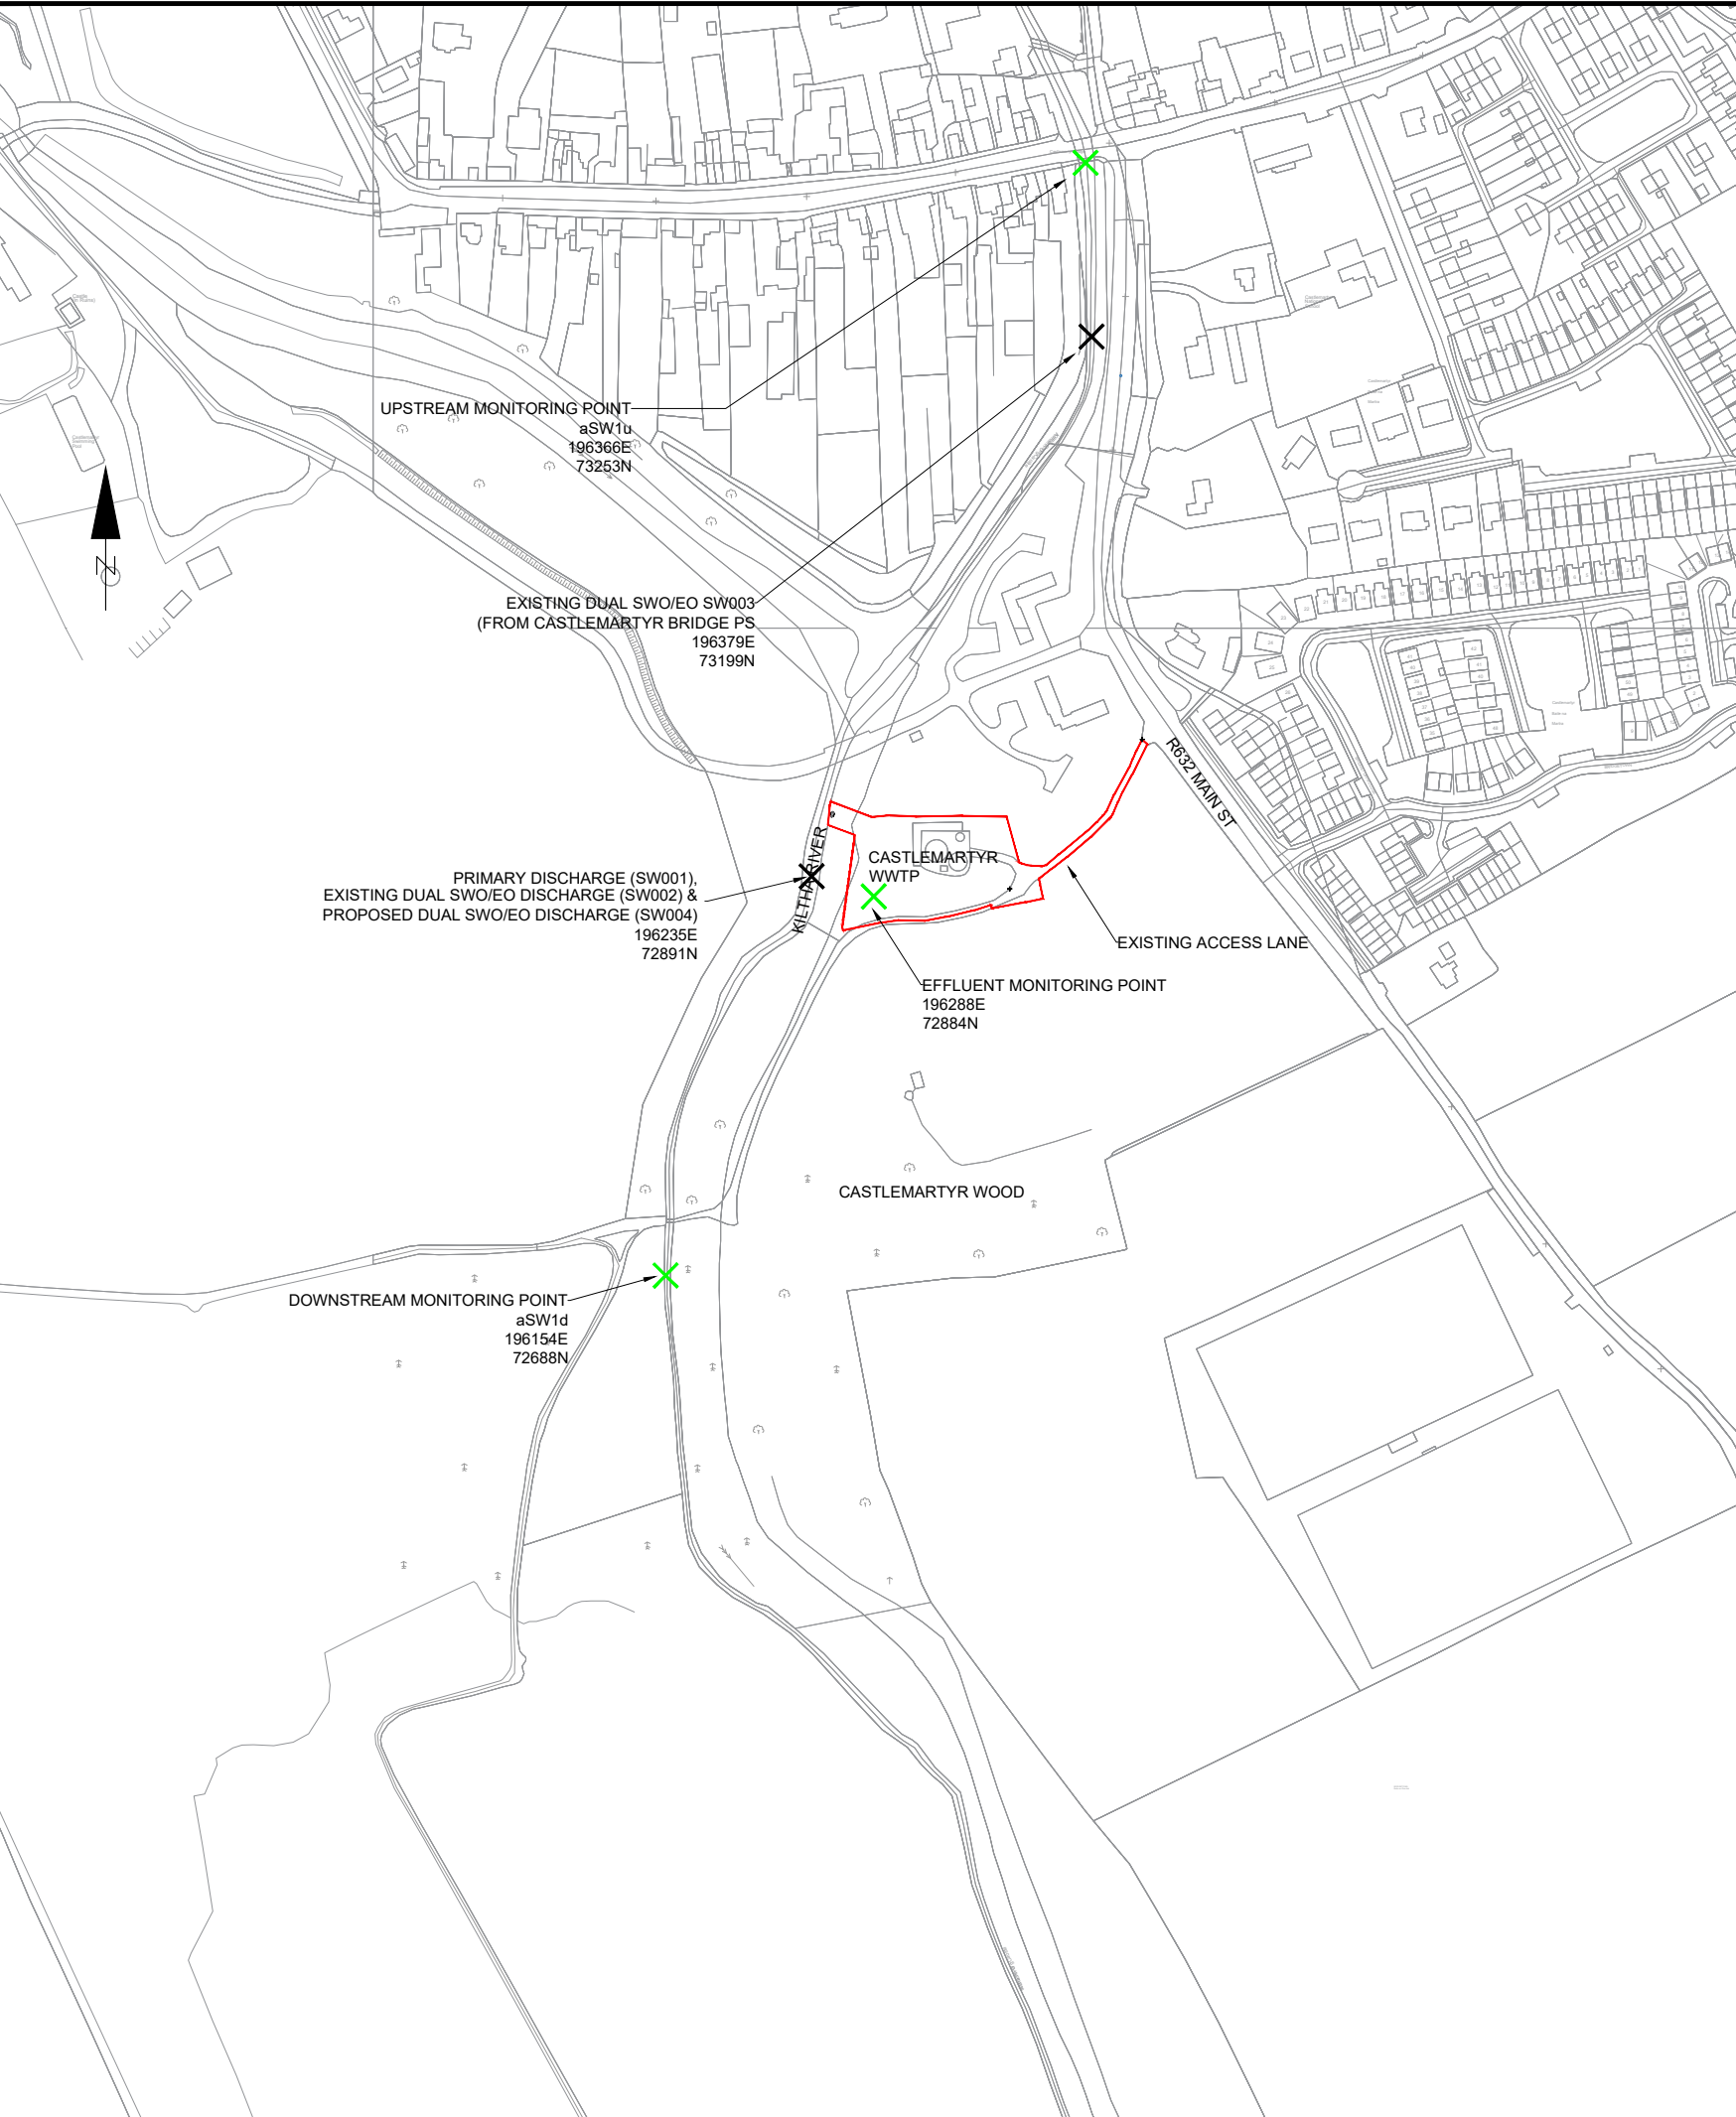 UPSTREAM MONITORING POINT
aSW1u
196366E
73253N
EXISTING DUAL SWO/EO SW003
(FROM CASTLEMARTYR BRIDGE PS
196379E
73199N
N
R632 MAIN ST
KILTHA RIVER
CASTLEMARTYR
WWTP
PRIMARY DISCHARGE (SW001),
EXISTING DUAL SWO/EO DISCHARGE (SW002) &
PROPOSED DUAL SWO/EO DISCHARGE (SW004)
196235E
72891N
EXISTING ACCESS LANE
EFFLUENT MONITORING POINT
196288E
72884N
CASTLEMARTYR WOOD
DOWNSTREAM MONITORING POINT
aSW1d
196154E
72688N